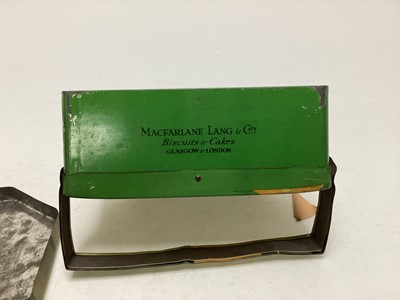 MACFARLANE LANG & Co's
Biscuits & Cakes
GLASGOW & LONDON